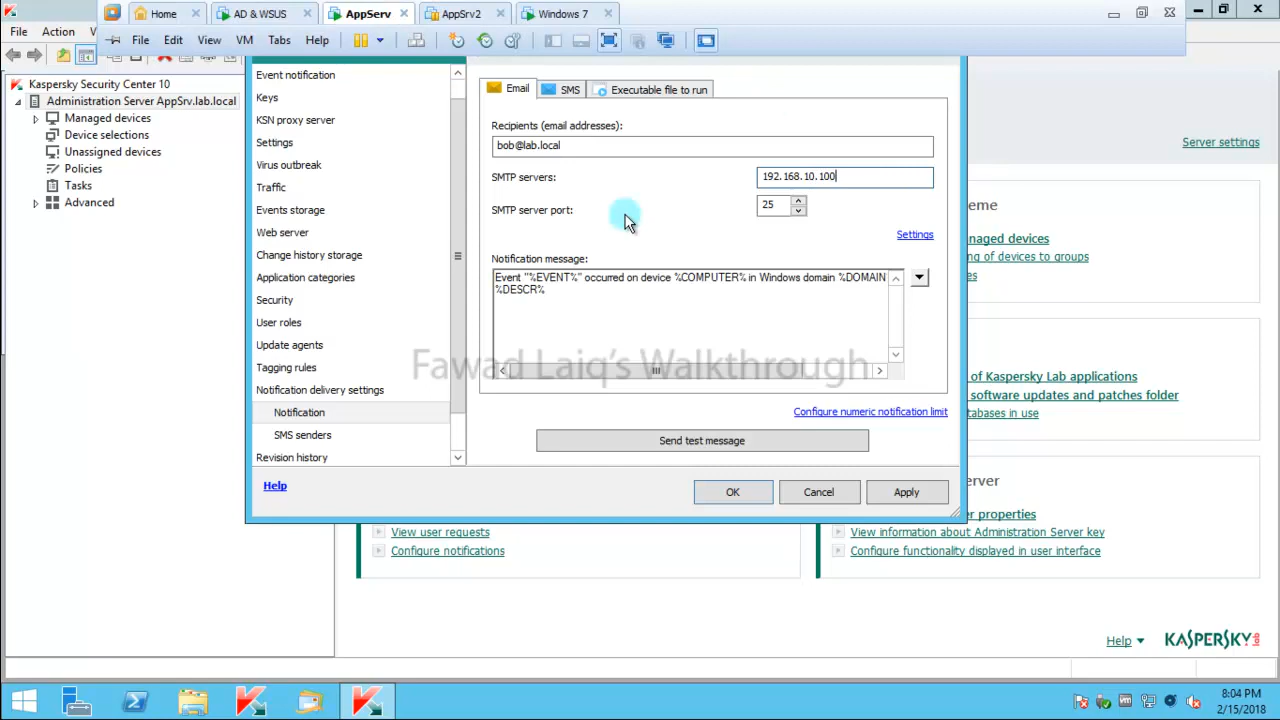 Home
AD & WSUS
AppServ
AppSrv2
Windows 7
File
Action
File
Edit
View
VM
Tabs
Help
Kaspersky Security Center 10
Administration Server AppSrv.lab.local
Managed devices
Device selections
Unassigned devices
Policies
Tasks
Advanced
Event notification
Keys
KSN proxy server
Settings
Virus outbreak
Traffic
Events storage
Web server
Change history storage
Application categories
Security
User roles
Update agents
Tagging rules
Notification delivery settings
Notification
SMS senders
Revision history
Help
Email
SMS
Executable file to run
Recipients (email addresses):
bob@lab.local
SMTP servers:
192.168.10.100
SMTP server port:
25
Settings
Notification message:
Event "%EVENT%" occurred on device %COMPUTER% in Windows domain %DOMAIN
%DESCR%
Fawad Laiq's Walkthrough
Configure numeric notification limit
Send test message
OK
Cancel
Apply
Server settings
eme
naged devices
ng of devices to groups
es
of Kaspersky Lab applications
software updates and patches folder
tabases in use
erver
er properties
View information about Administration Server key
Configure functionality displayed in user interface
View user requests
Configure notifications
Help
KASPERSKY lab
8:04 PM
2/15/2018